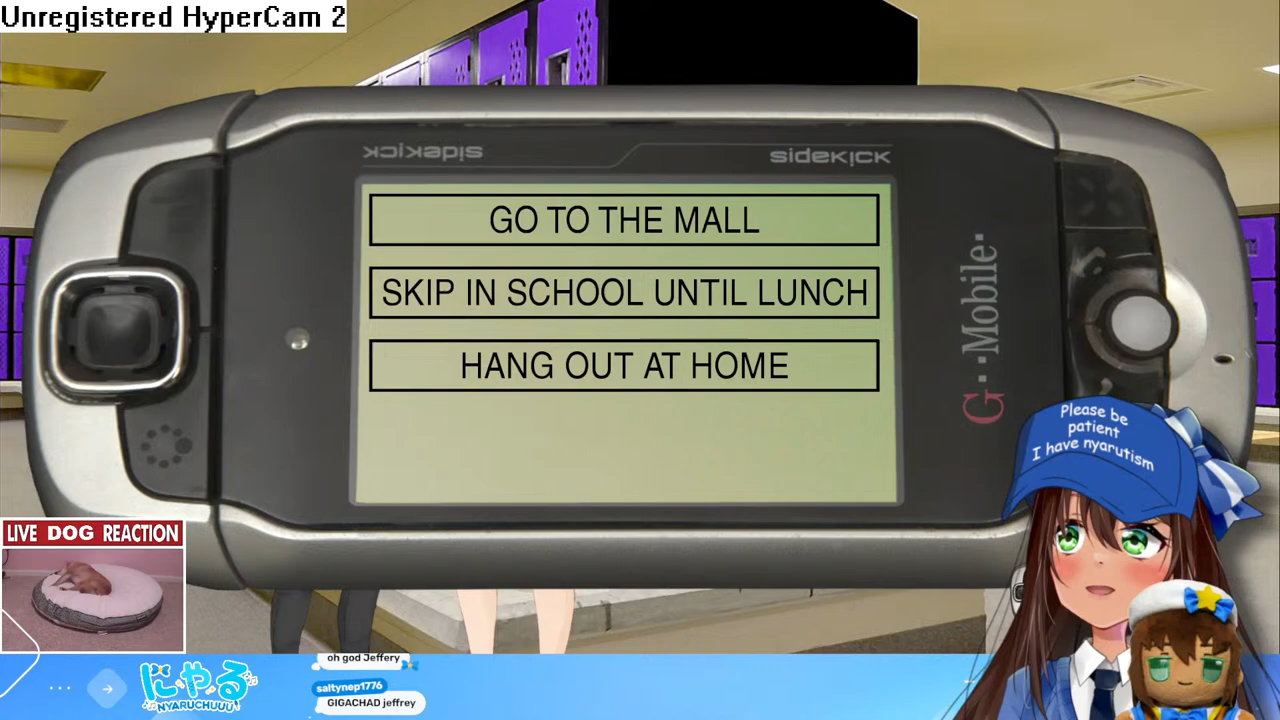 Unregistered HyperCam 2
sidekick
sidekick
GO TO THE MALL
SKIP IN SCHOOL UNTIL LUNCH
HANG OUT AT HOME
G··Mobile·
Please be
patient
I have nyarutism
LIVE DOG REACTION
にゃる
NYARUCHUUU
oh god Jeffery
saltynep1776
GIGACHAD jeffrey